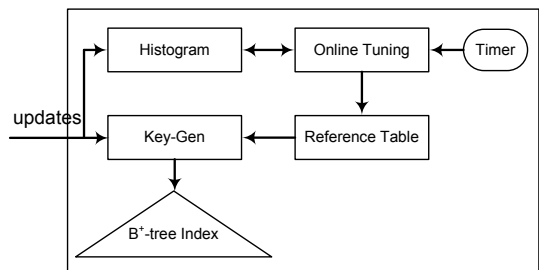 Histogram
Online Tuning
Timer
updates
Key-Gen
Reference Table
B⁺-tree Index